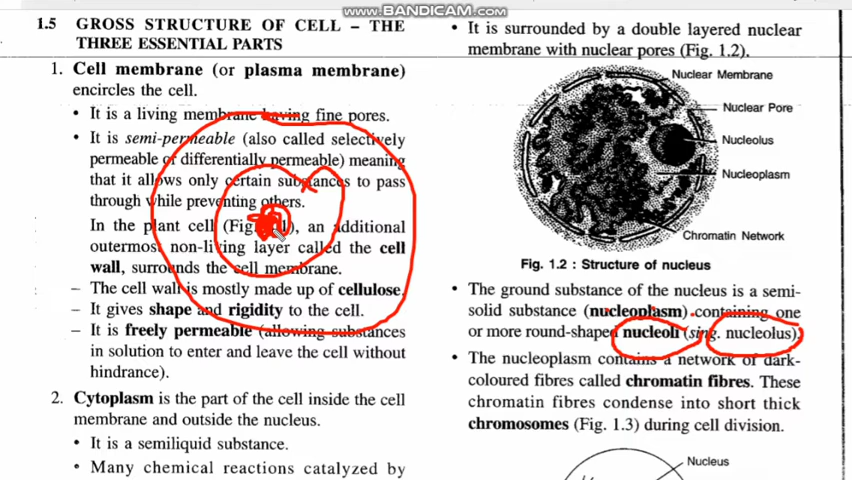 www.BANDICAM.com
1.5 GROSS STRUCTURE OF CELL – THE
THREE ESSENTIAL PARTS
1. Cell membrane (or plasma membrane)
encircles the cell.
• It is a living membrane having fine pores.
• It is semi-permeable (also called selectively
permeable or differentially permeable) meaning
that it allows only certain substances to pass
through while preventing others.
In the plant cell (Fig. , an additional
outermost non-living layer called the cell
wall, surrounds the cell membrane.
– The cell wall is mostly made up of cellulose.
– It gives shape and rigidity to the cell.
– It is freely permeable (allowing substances
in solution to enter and leave the cell without
hindrance).
2. Cytoplasm is the part of the cell inside the cell
membrane and outside the nucleus.
• It is a semiliquid substance.
• Many chemical reactions catalyzed by
• It is surrounded by a double layered nuclear
membrane with nuclear pores (Fig. 1.2).
Nuclear Membrane
Nuclear Pore
Nucleolus
Nucleoplasm
Chromatin Network
Fig. 1.2 : Structure of nucleus
• The ground substance of the nucleus is a semi-
solid substance (nucleoplasm) containing one
or more round-shaped nucleoli (sing. nucleolus).
• The nucleoplasm contains a network of dark-
coloured fibres called chromatin fibres. These
chromatin fibres condense into short thick
chromosomes (Fig. 1.3) during cell division.
Nucleus